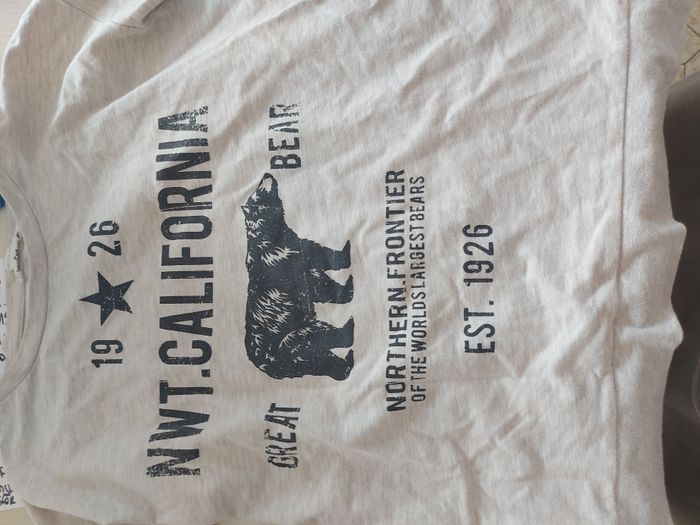 19 26
NWT.CALIFORNIA
GREAT BEAR
NORTHERN.FRONTIER
OF THE WORLDS LARGEST BEARS
EST. 1926